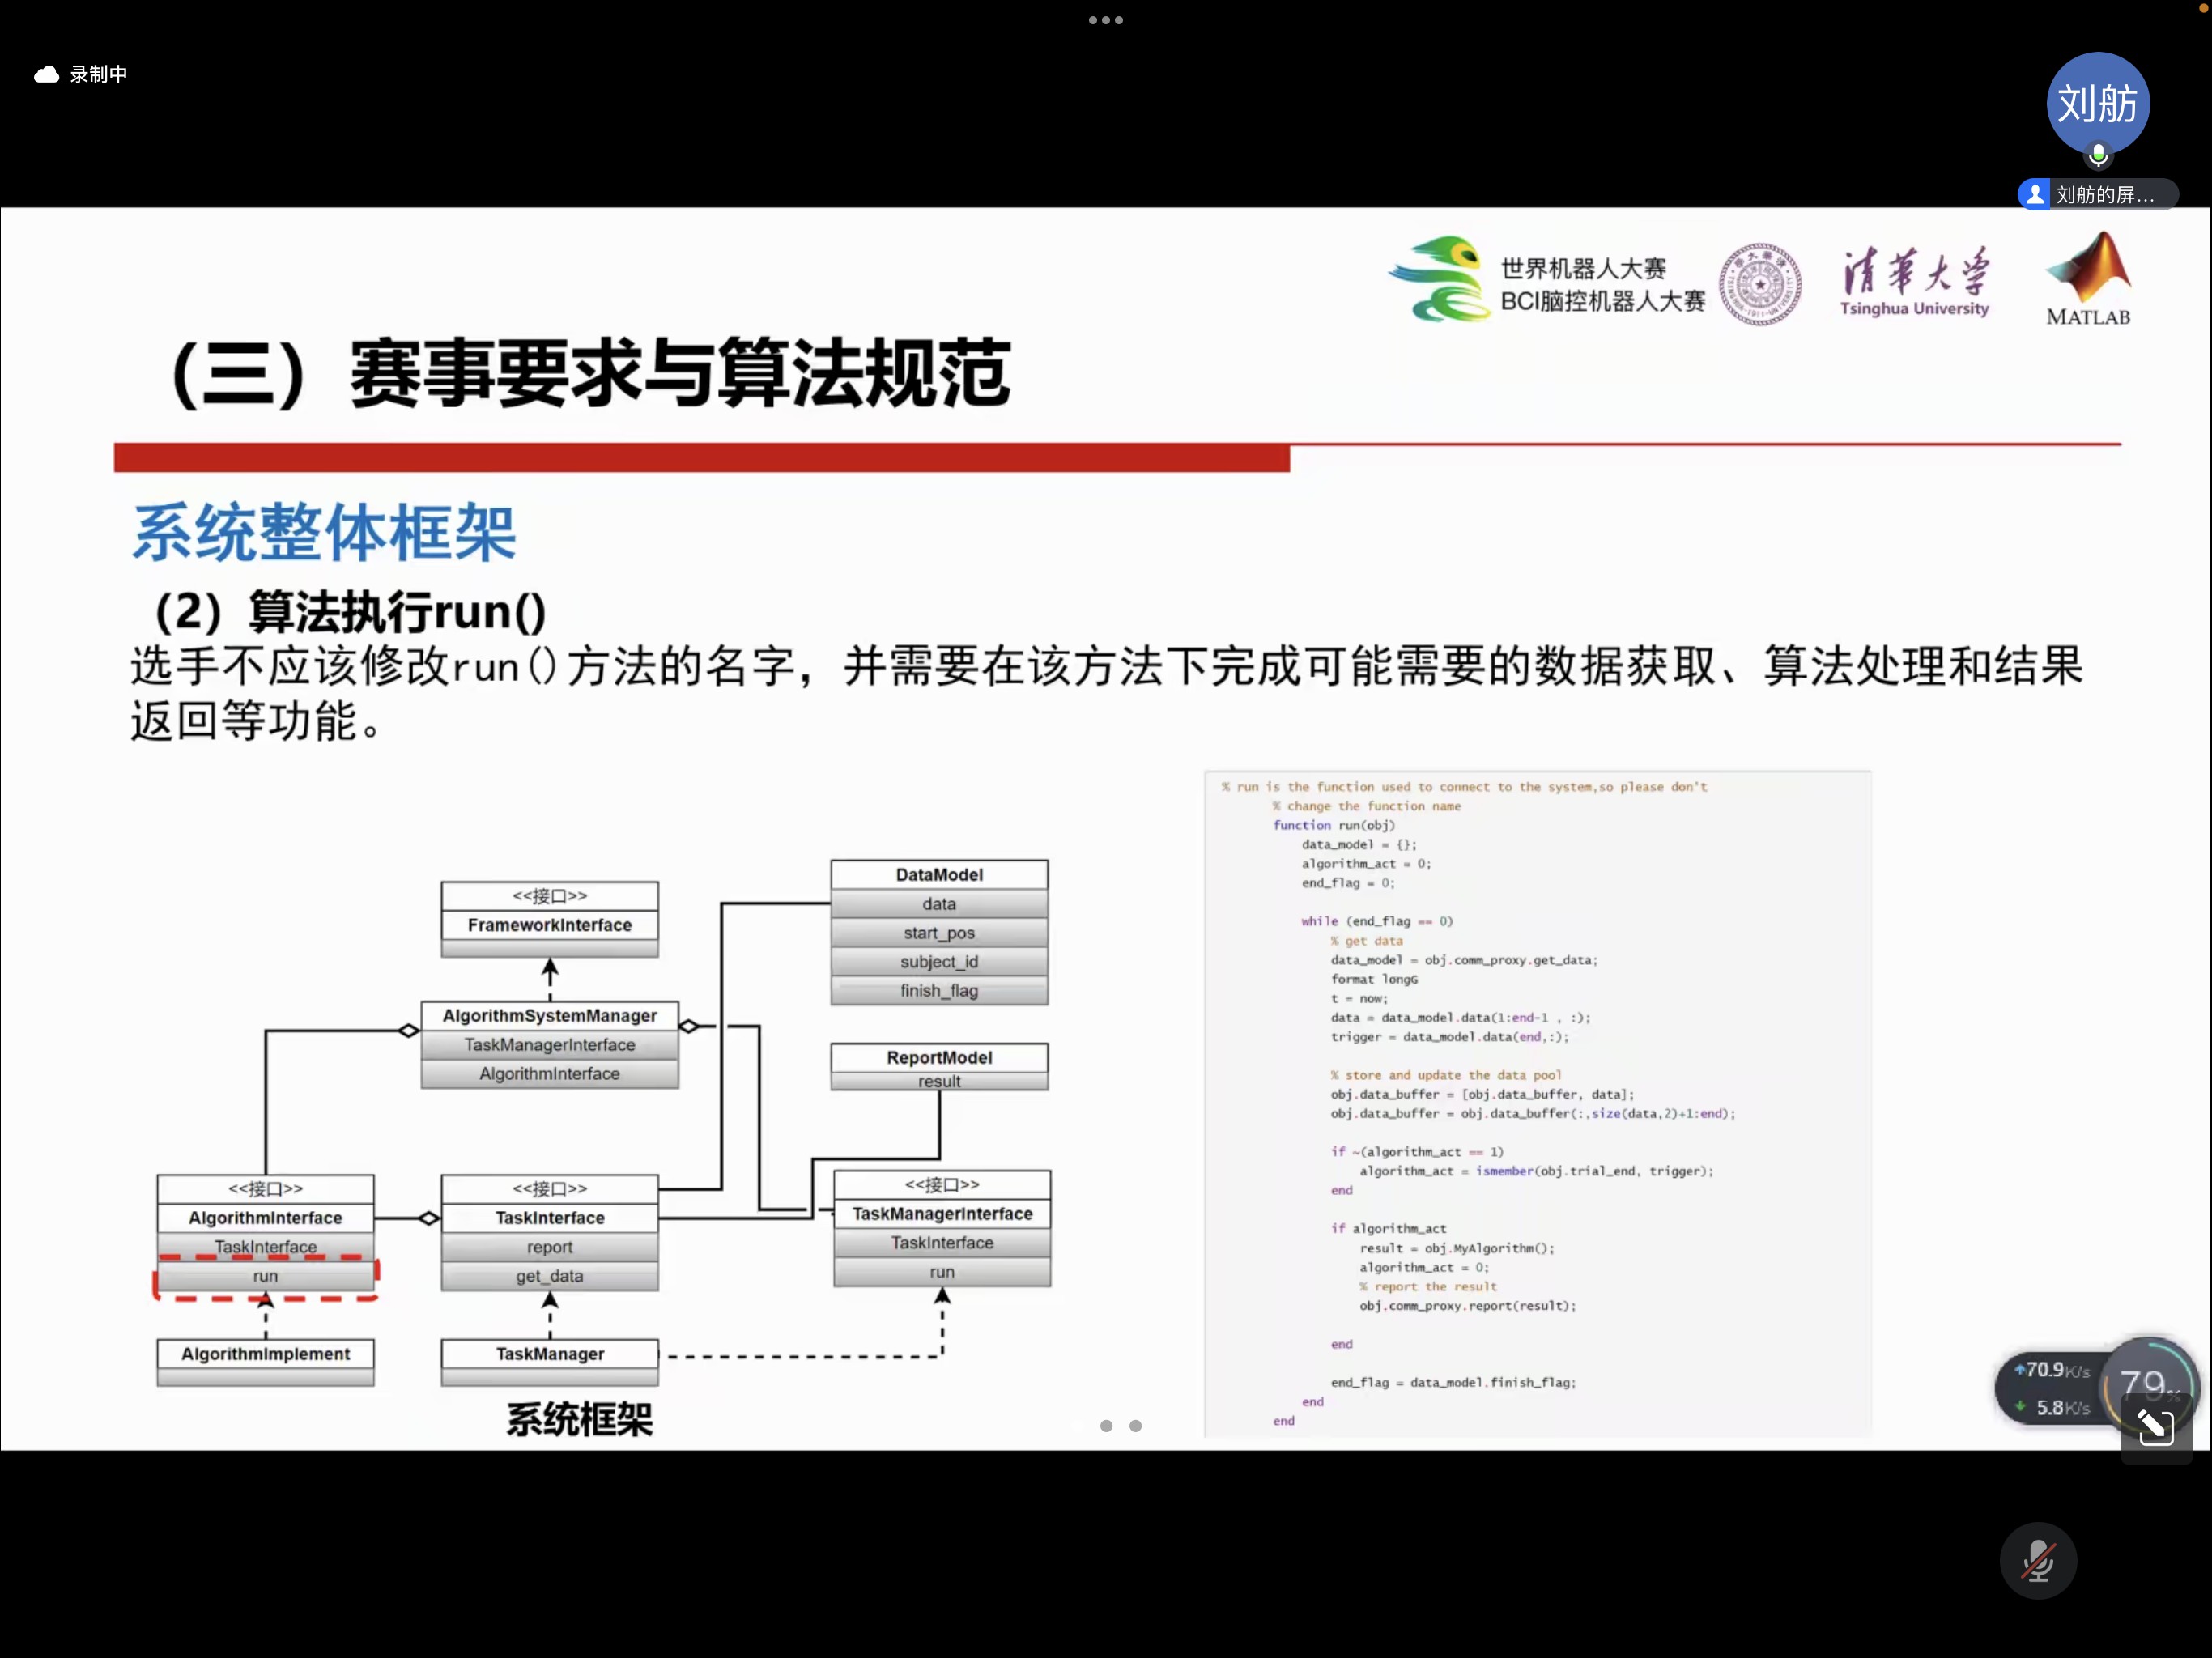 录制中
刘舫
刘舫的屏...
世界机器人大赛
BCI脑控机器人大赛
清华大学
Tsinghua University
MATLAB
（三）赛事要求与算法规范
系统整体框架
（2）算法执行run()
选手不应该修改run()方法的名字，并需要在该方法下完成可能需要的数据获取、算法处理和结果
返回等功能。
<<接口>>
FrameworkInterface
AlgorithmSystemManager
TaskManagerInterface
AlgorithmInterface
DataModel
data
start_pos
subject_id
finish_flag
ReportModel
result
<<接口>>
AlgorithmInterface
TaskInterface
run
<<接口>>
TaskInterface
report
get_data
<<接口>>
TaskManagerInterface
TaskInterface
run
AlgorithmImplement
TaskManager
系统框架
% run is the function used to connect to the system,so please don't
% change the function name
function run(obj)
data_model = {};
algorithm_act = 0;
end_flag = 0;
while (end_flag == 0)
% get data
data_model = obj.comm_proxy.get_data;
format longG
t = now;
data = data_model.data(1:end-1 , :);
trigger = data_model.data(end,:);
% store and update the data pool
obj.data_buffer = [obj.data_buffer, data];
obj.data_buffer = obj.data_buffer(:,size(data,2)+1:end);
if ~(algorithm_act == 1)
algorithm_act = ismember(obj.trial_end, trigger);
end
if algorithm_act
result = obj.MyAlgorithm();
algorithm_act = 0;
% report the result
obj.comm_proxy.report(result);
end
end_flag = data_model.finish_flag;
end
end
70.9K/s
5.8K/s
79%